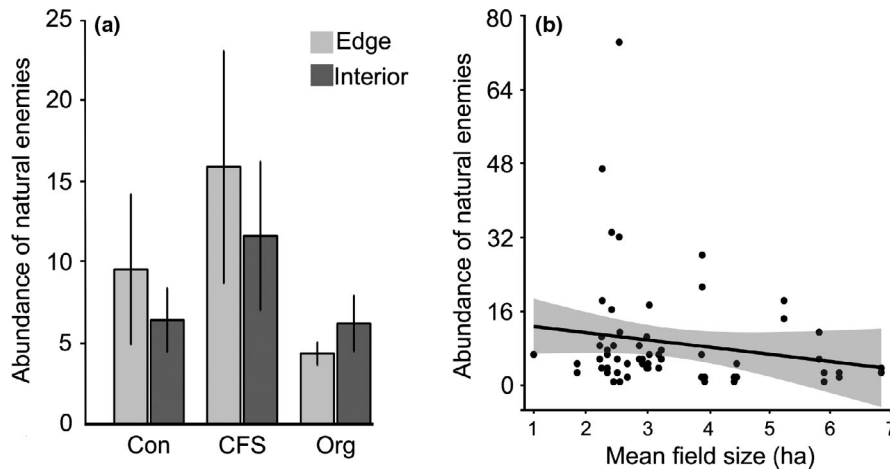 (a)
Edge
Interior
Abundance of natural enemies
25
20
15
10
5
0
Con CFS Org
(b)
Abundance of natural enemies
80
64
48
32
16
0
1 2 3 4 5 6 7
Mean field size (ha)